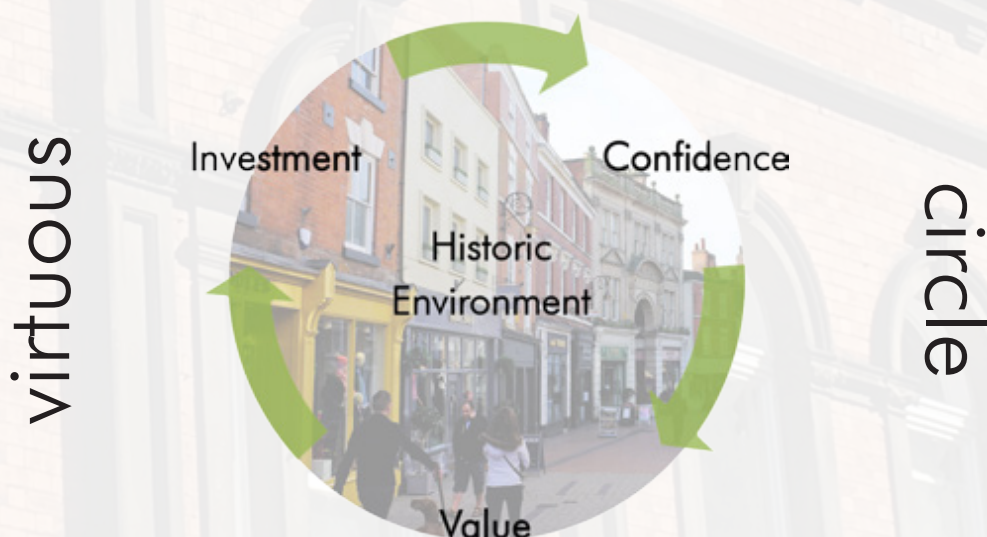 virtuous
Investment
Confidence
Historic
Environment
Value
circle